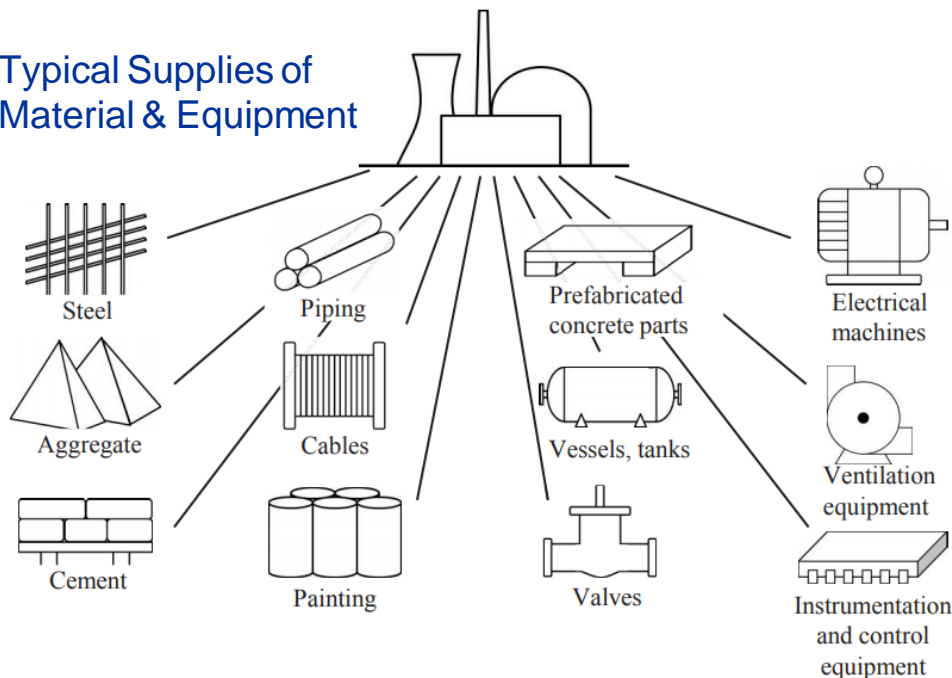 Typical Supplies of
Material & Equipment
Steel
Piping
Prefabricated
concrete parts
Electrical
machines
Aggregate
Cables
Vessels, tanks
Ventilation
equipment
Cement
Painting
Valves
Instrumentation
and control
equipment